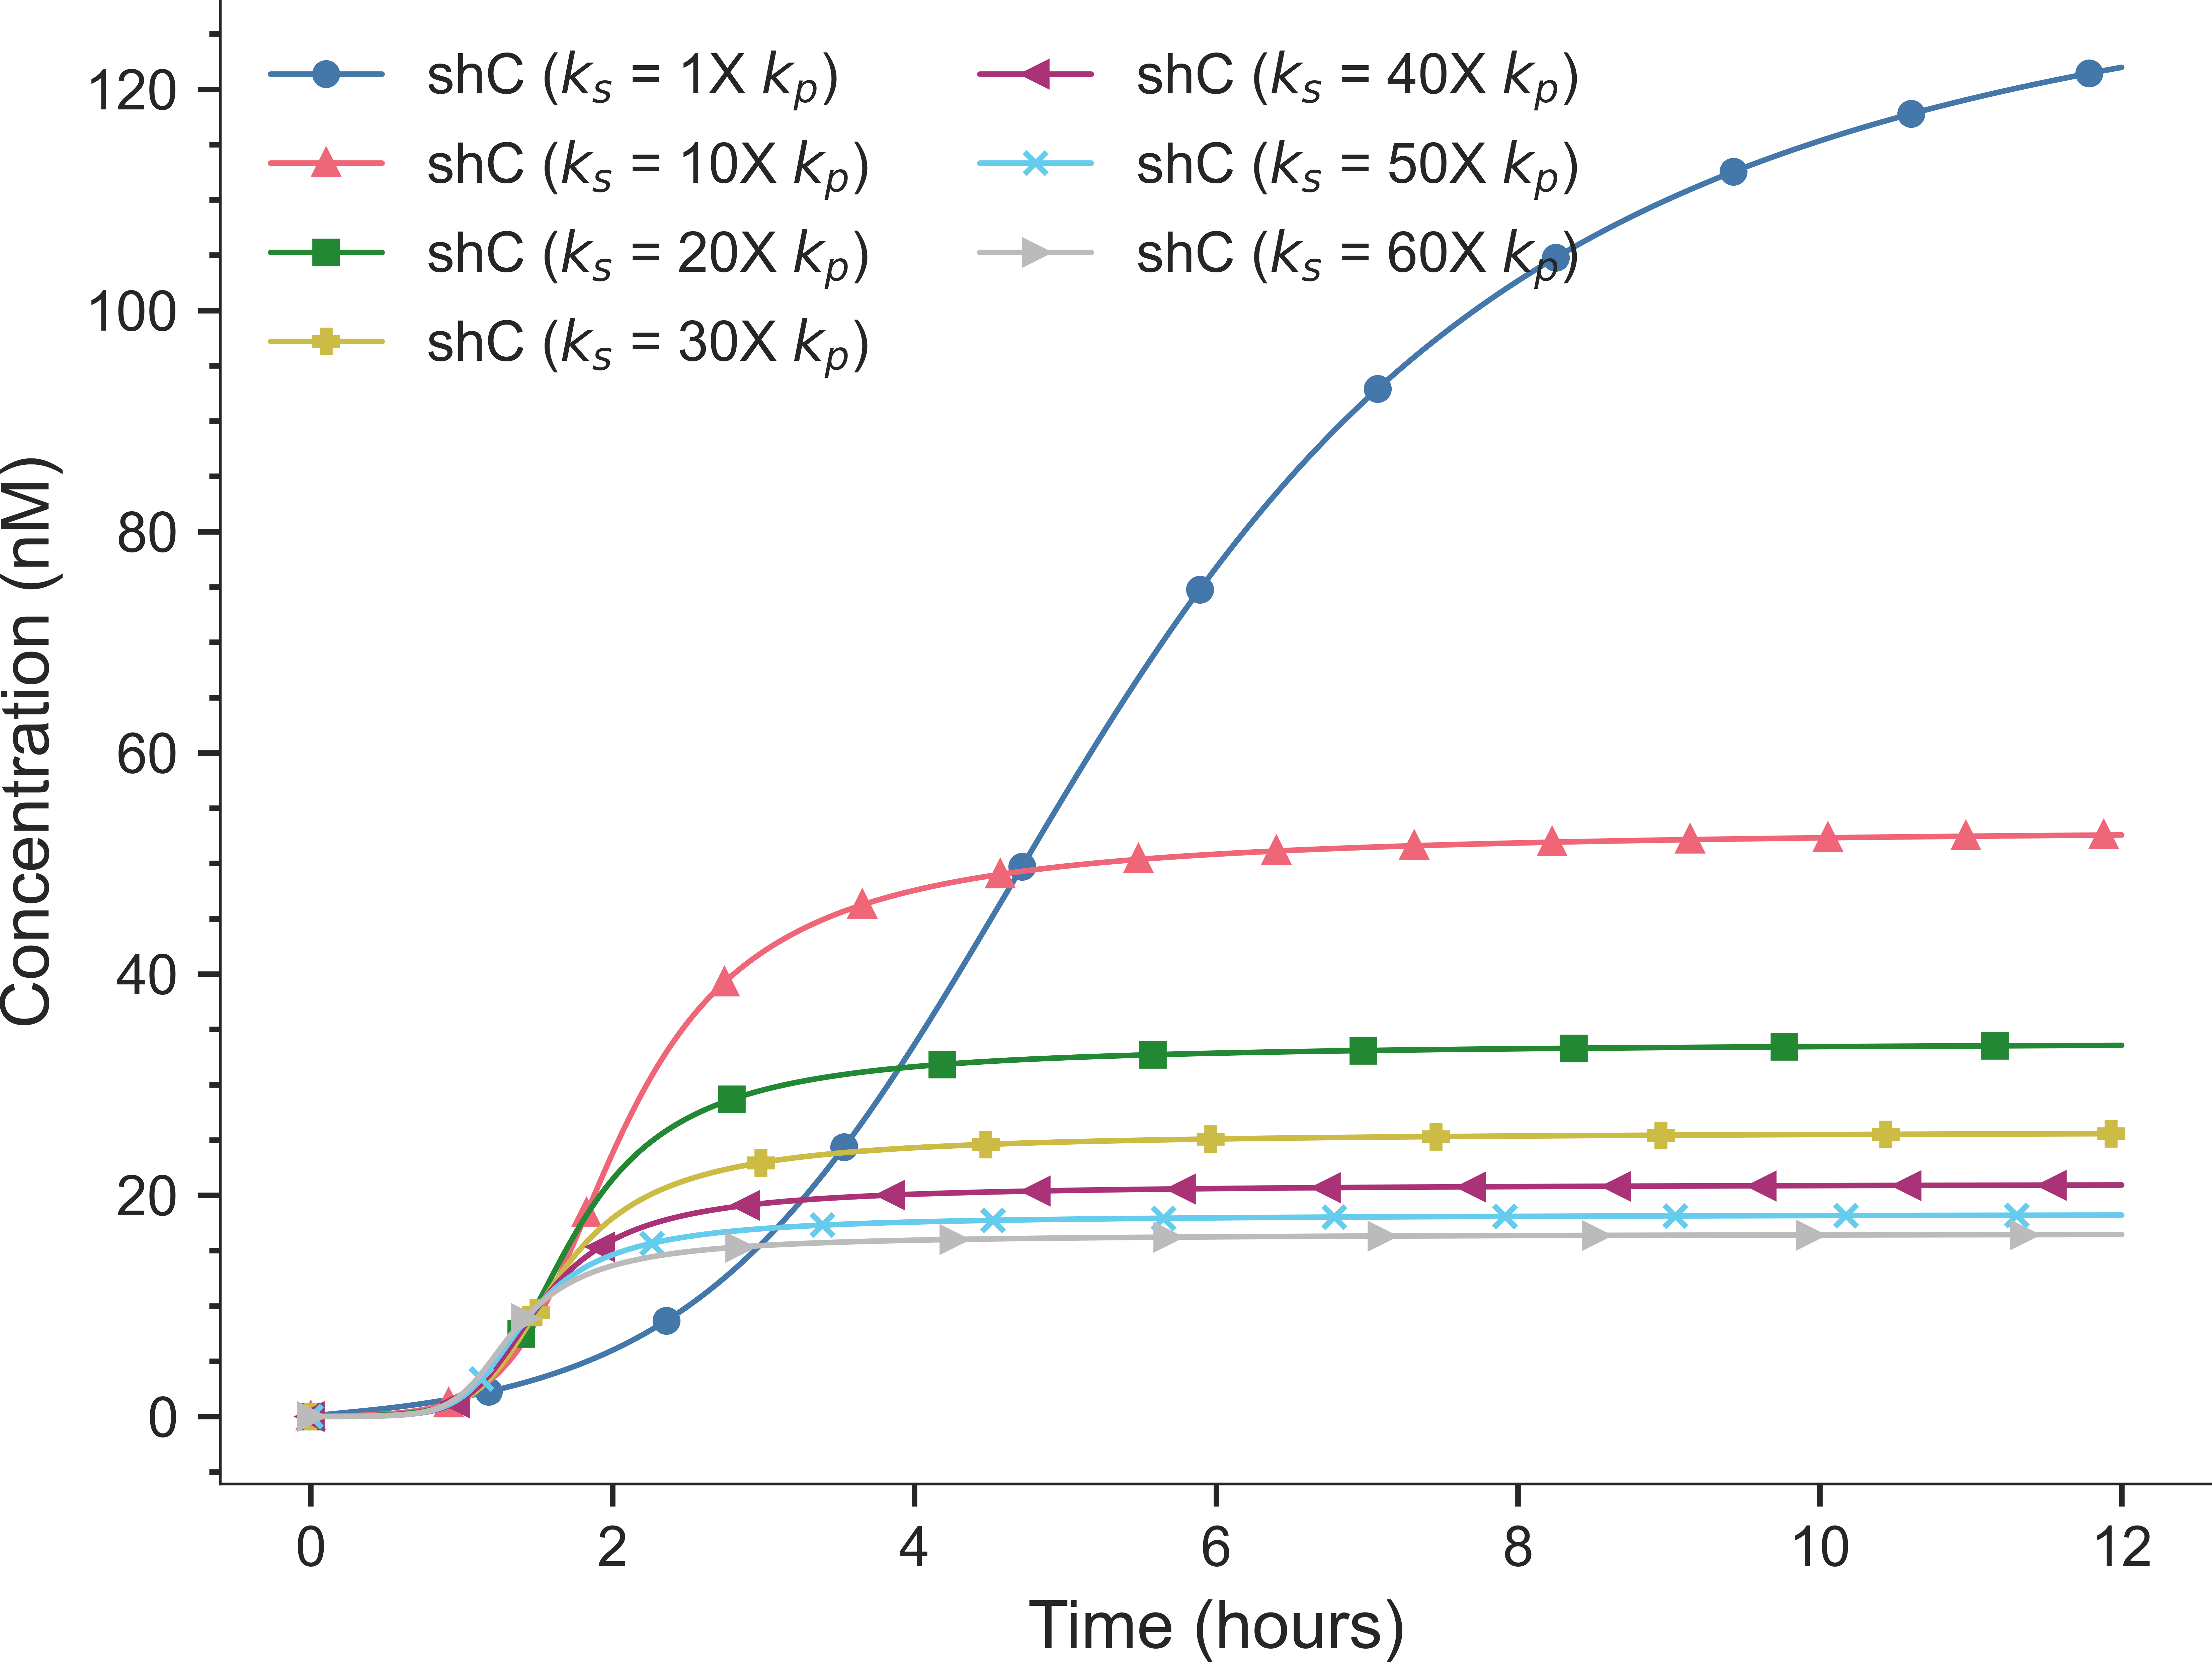 shC (kₛ = 1X kₚ)
shC (kₛ = 10X kₚ)
shC (kₛ = 20X kₚ)
shC (kₛ = 30X kₚ)
shC (kₛ = 40X kₚ)
shC (kₛ = 50X kₚ)
shC (kₛ = 60X kₚ)
Concentration (nM)
120
100
80
60
40
20
0
0 2 4 6 8 10 12
Time (hours)